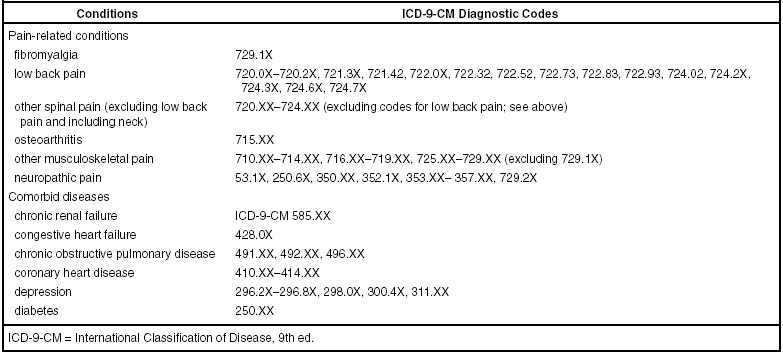 Conditions ICD-9-CM Diagnostic Codes
Pain-related conditions
fibromyalgia 729.1X
low back pain 720.0X–720.2X, 721.3X, 721.42, 722.0X, 722.32, 722.52, 722.73, 722.83, 722.93, 724.02, 724.2X,
724.3X, 724.6X, 724.7X
other spinal pain (excluding low back 720.XX–724.XX (excluding codes for low back pain; see above)
pain and including neck)
osteoarthritis 715.XX
other musculoskeletal pain 710.XX–714.XX, 716.XX–719.XX, 725.XX–729.XX (excluding 729.1X)
neuropathic pain 53.1X, 250.6X, 350.XX, 352.1X, 353.XX– 357.XX, 729.2X
Comorbid diseases
chronic renal failure ICD-9-CM 585.XX
congestive heart failure 428.0X
chronic obstructive pulmonary disease 491.XX, 492.XX, 496.XX
coronary heart disease 410.XX–414.XX
depression 296.2X–296.8X, 298.0X, 300.4X, 311.XX
diabetes 250.XX
ICD-9-CM = International Classification of Disease, 9th ed.